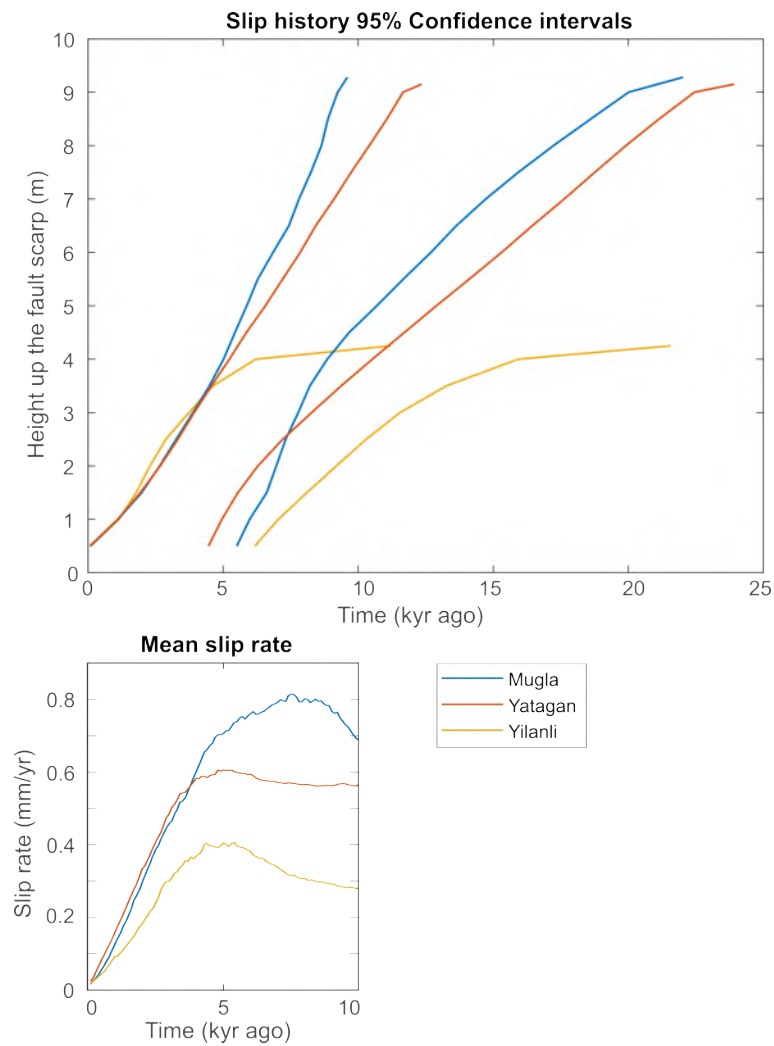 Slip history 95% Confidence intervals
10
9
8
7
6
5
4
3
2
1
0
Height up the fault scarp (m)
0 5 10 15 20 25
Time (kyr ago)
Mean slip rate
0.8
0.6
0.4
0.2
0
Slip rate (mm/yr)
0 5 10
Time (kyr ago)
Mugla
Yatagan
Yilanli